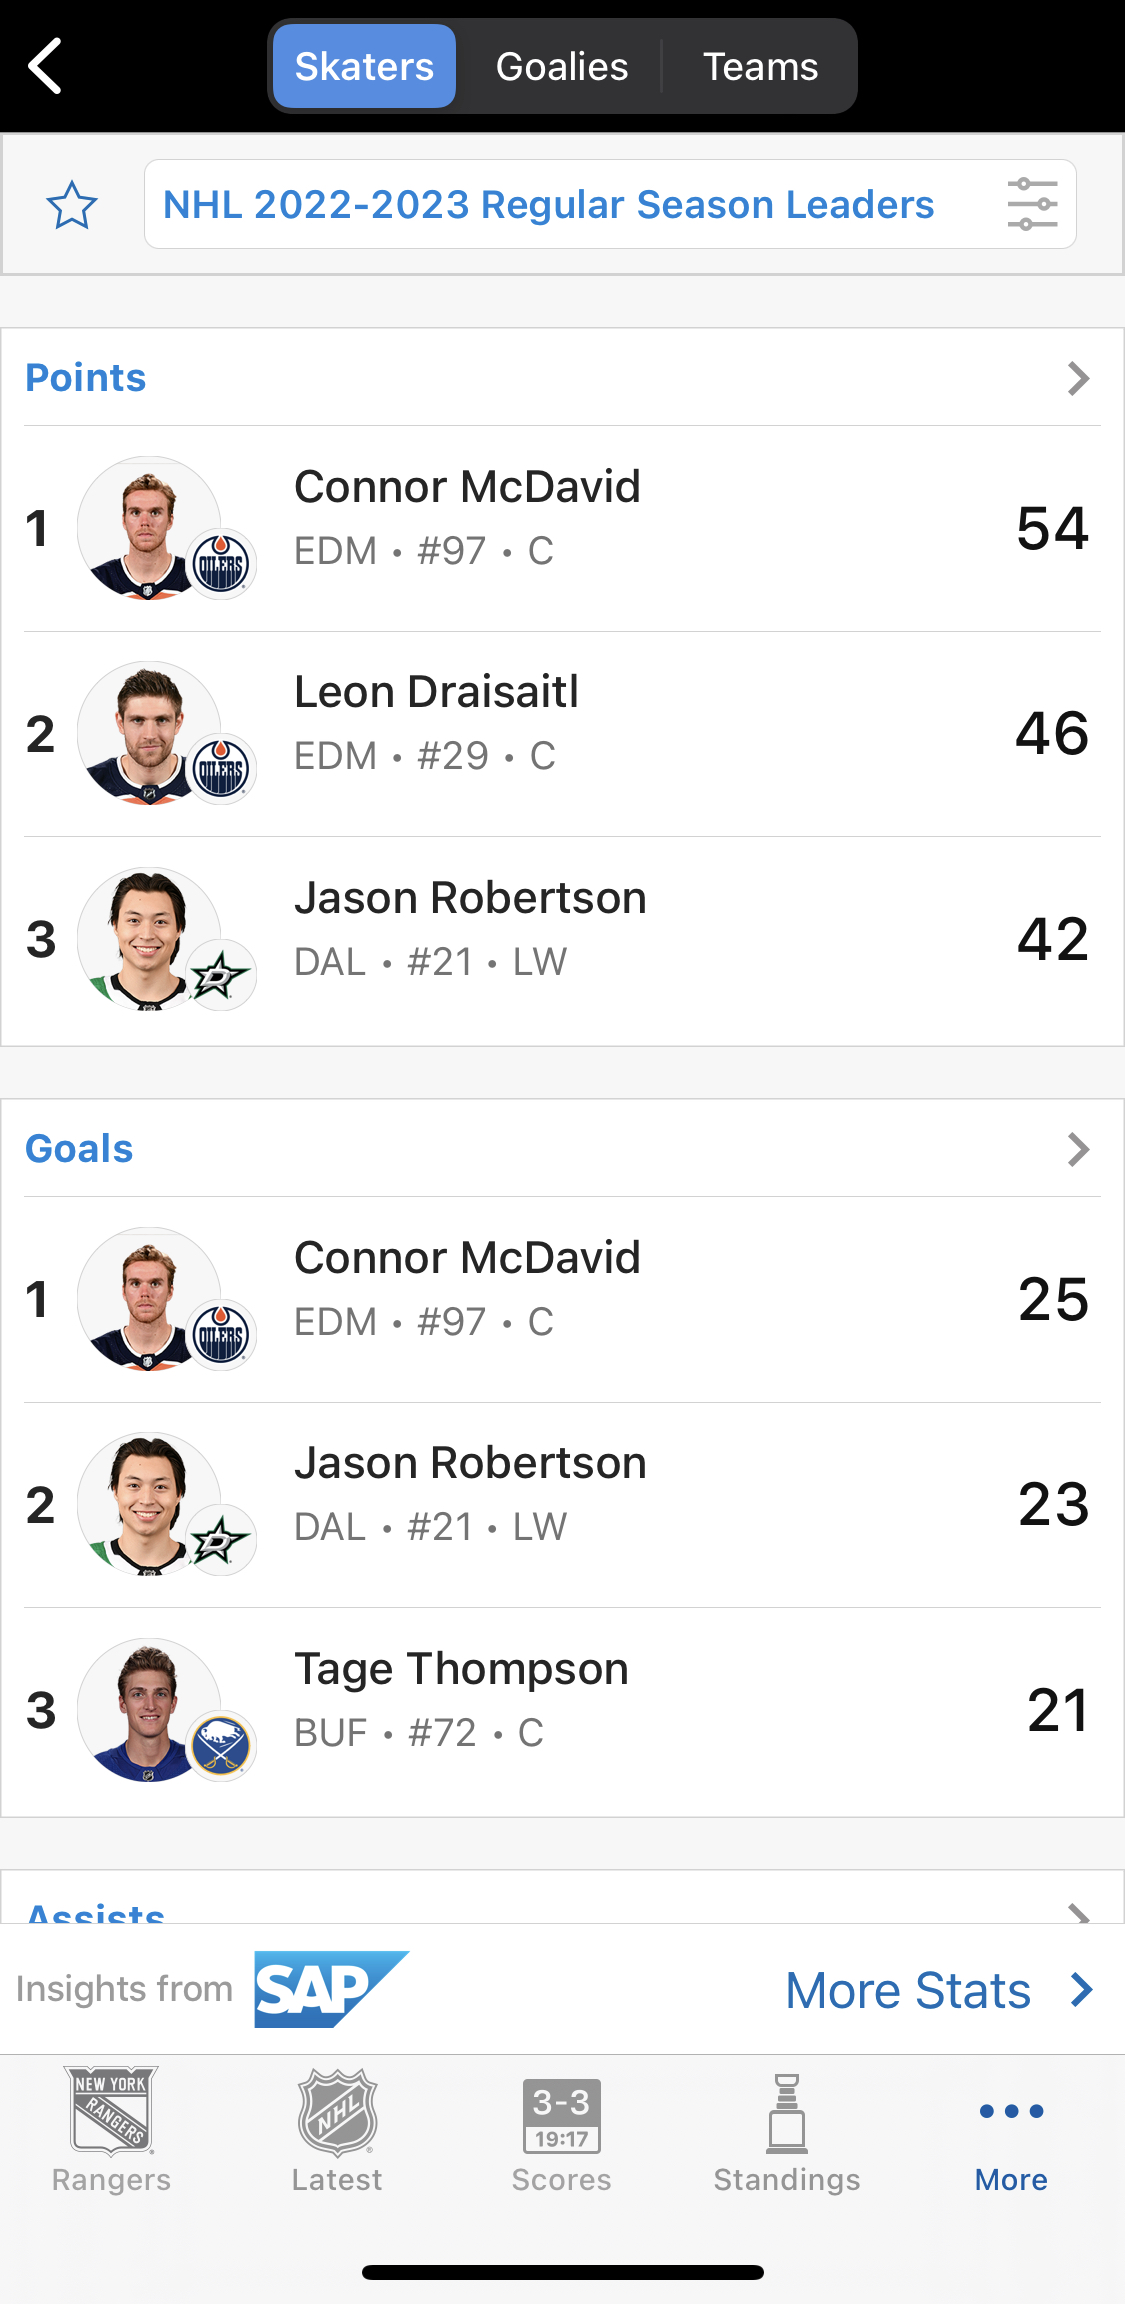 Skaters
Goalies
Teams
NHL 2022-2023 Regular Season Leaders
Points
1
Connor McDavid
EDM • #97 • C
54
OILERS
2
Leon Draisaitl
EDM • #29 • C
46
OILERS
3
Jason Robertson
DAL • #21 • LW
42
D
Goals
1
Connor McDavid
EDM • #97 • C
25
OILERS
2
Jason Robertson
DAL • #21 • LW
23
D
3
Tage Thompson
BUF • #72 • C
21
Assists
Insights from SAP
More Stats
NEW YORK
RANGERS
NHL
3-3
19:17
Rangers
Latest
Scores
Standings
More